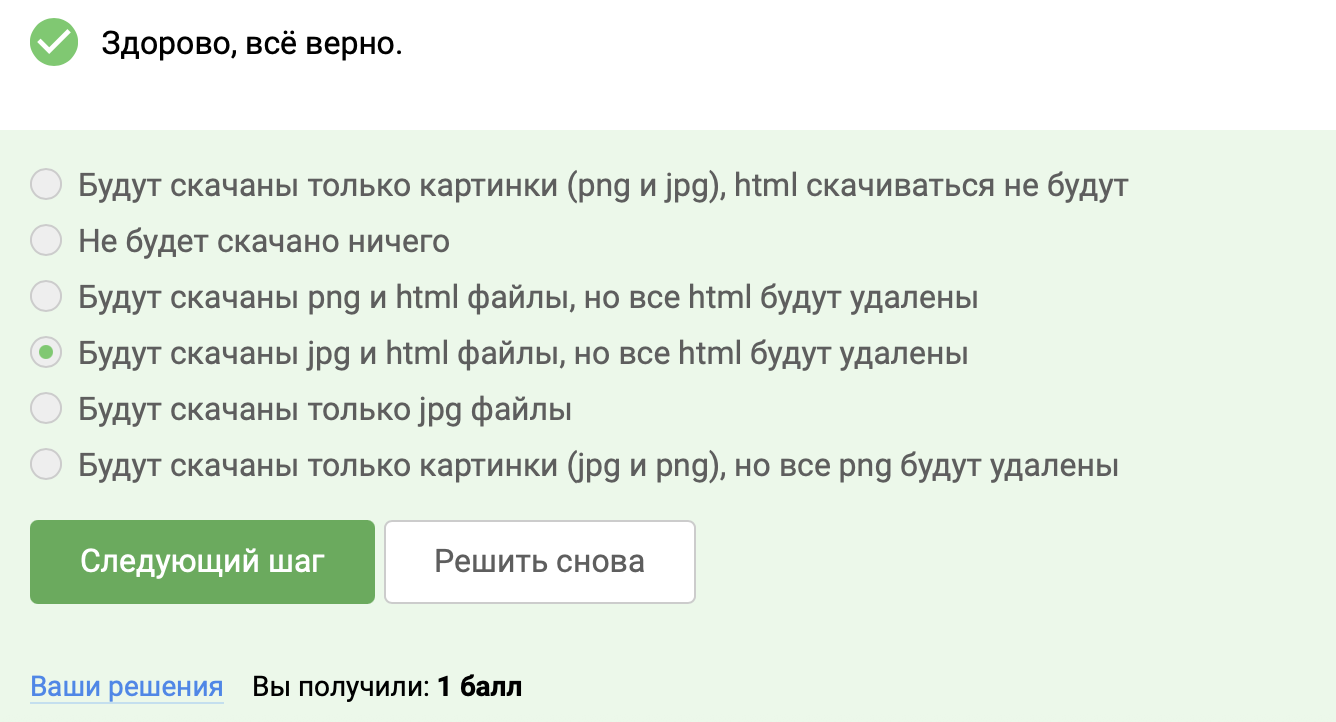 Здорово, всё верно.
Будут скачаны только картинки (png и jpg), html скачиваться не будут
Не будет скачано ничего
Будут скачаны png и html файлы, но все html будут удалены
Будут скачаны jpg и html файлы, но все html будут удалены
Будут скачаны только jpg файлы
Будут скачаны только картинки (jpg и png), но все png будут удалены
Следующий шаг Решить снова
Ваши решения Вы получили: 1 балл